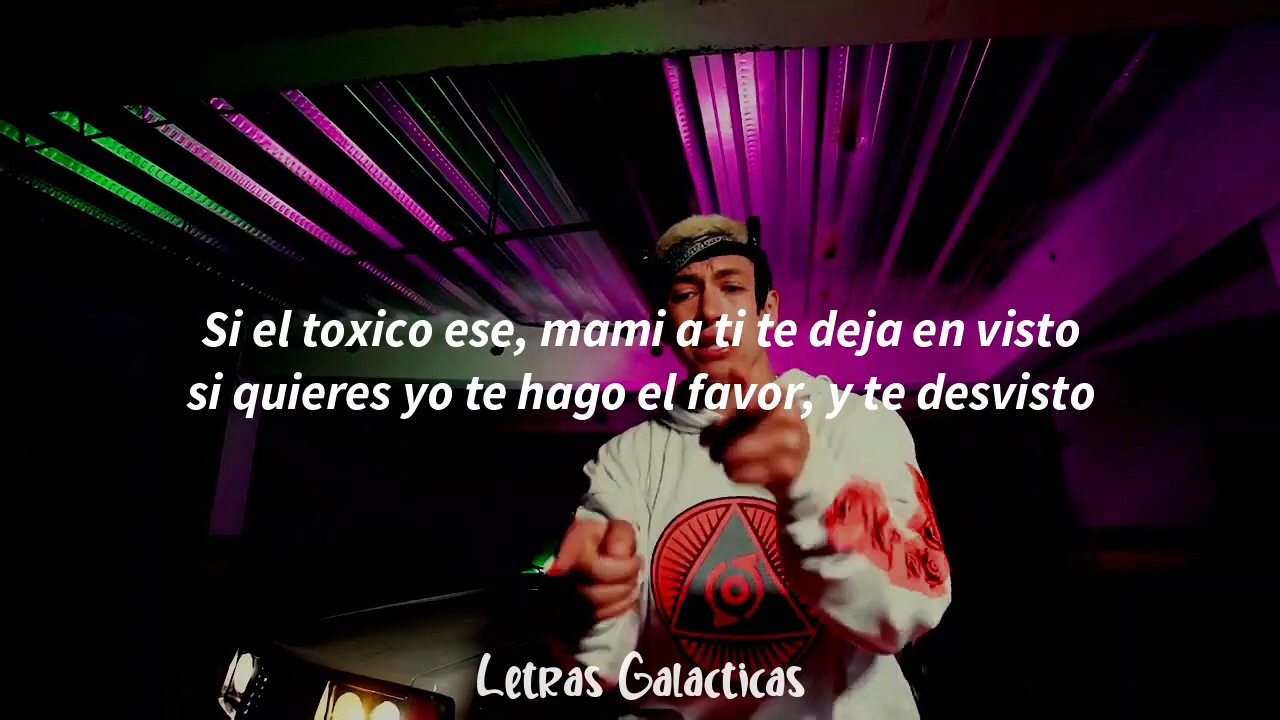 Si el toxico ese, mami a ti te deja en visto
si quieres yo te hago el favor, y te desvisto
Letras Galacticas